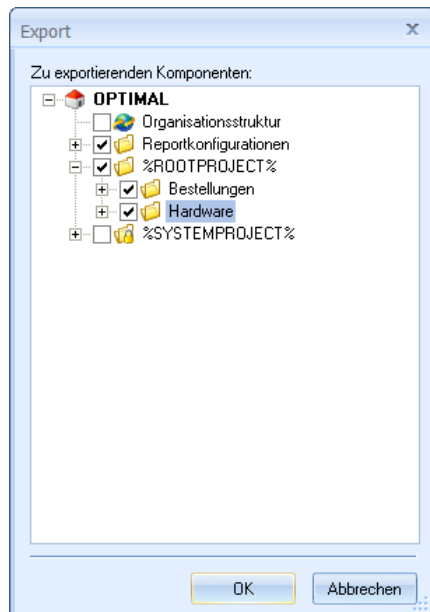 Export
Zu exportierenden Komponenten:
OPTIMAL
Organisationsstruktur
Reportkonfigurationen
%ROOTPROJECT%
Bestellungen
Hardware
%SYSTEMPROJECT%
OK
Abbrechen